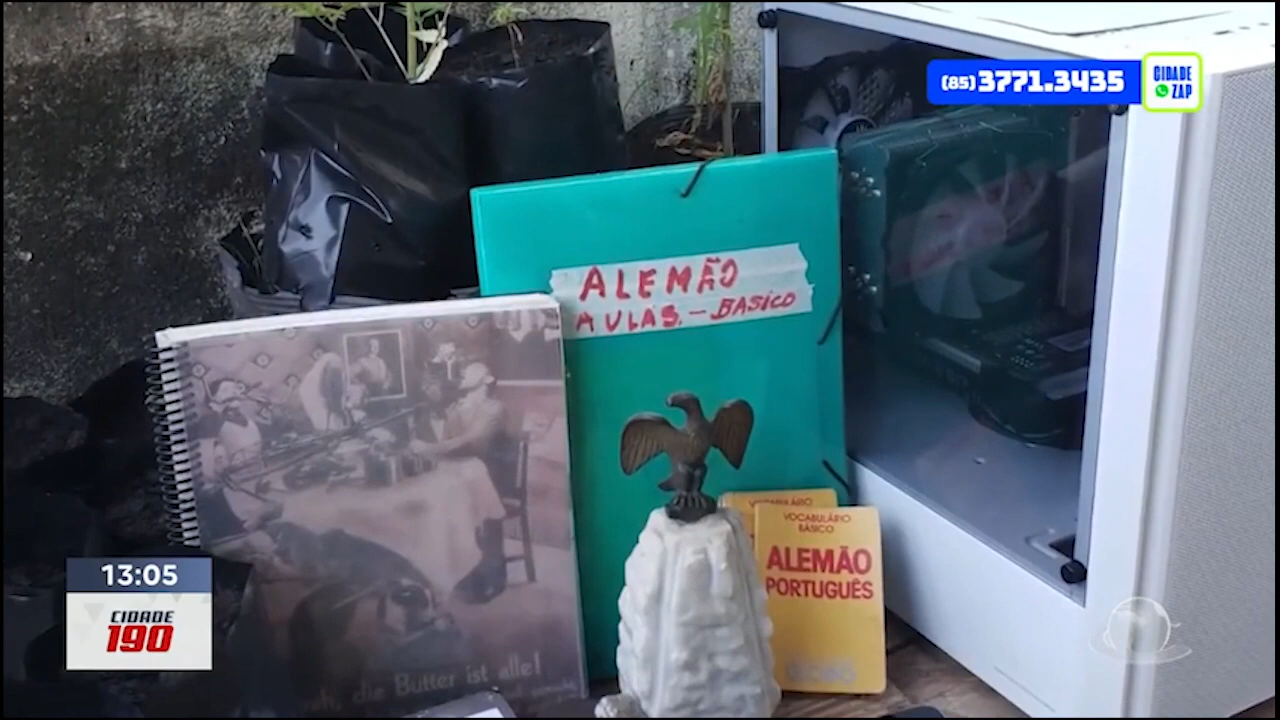 (85) 3771.3435
CIDADE
ZAP
ALEMÃO
AULAS.-BASICO
VOCABULÁRIO
VOCABULÁRIO
BÁSICO
ALEMÃO
PORTUGUÊS
die Butter ist alle!
13:05
CIDADE
190